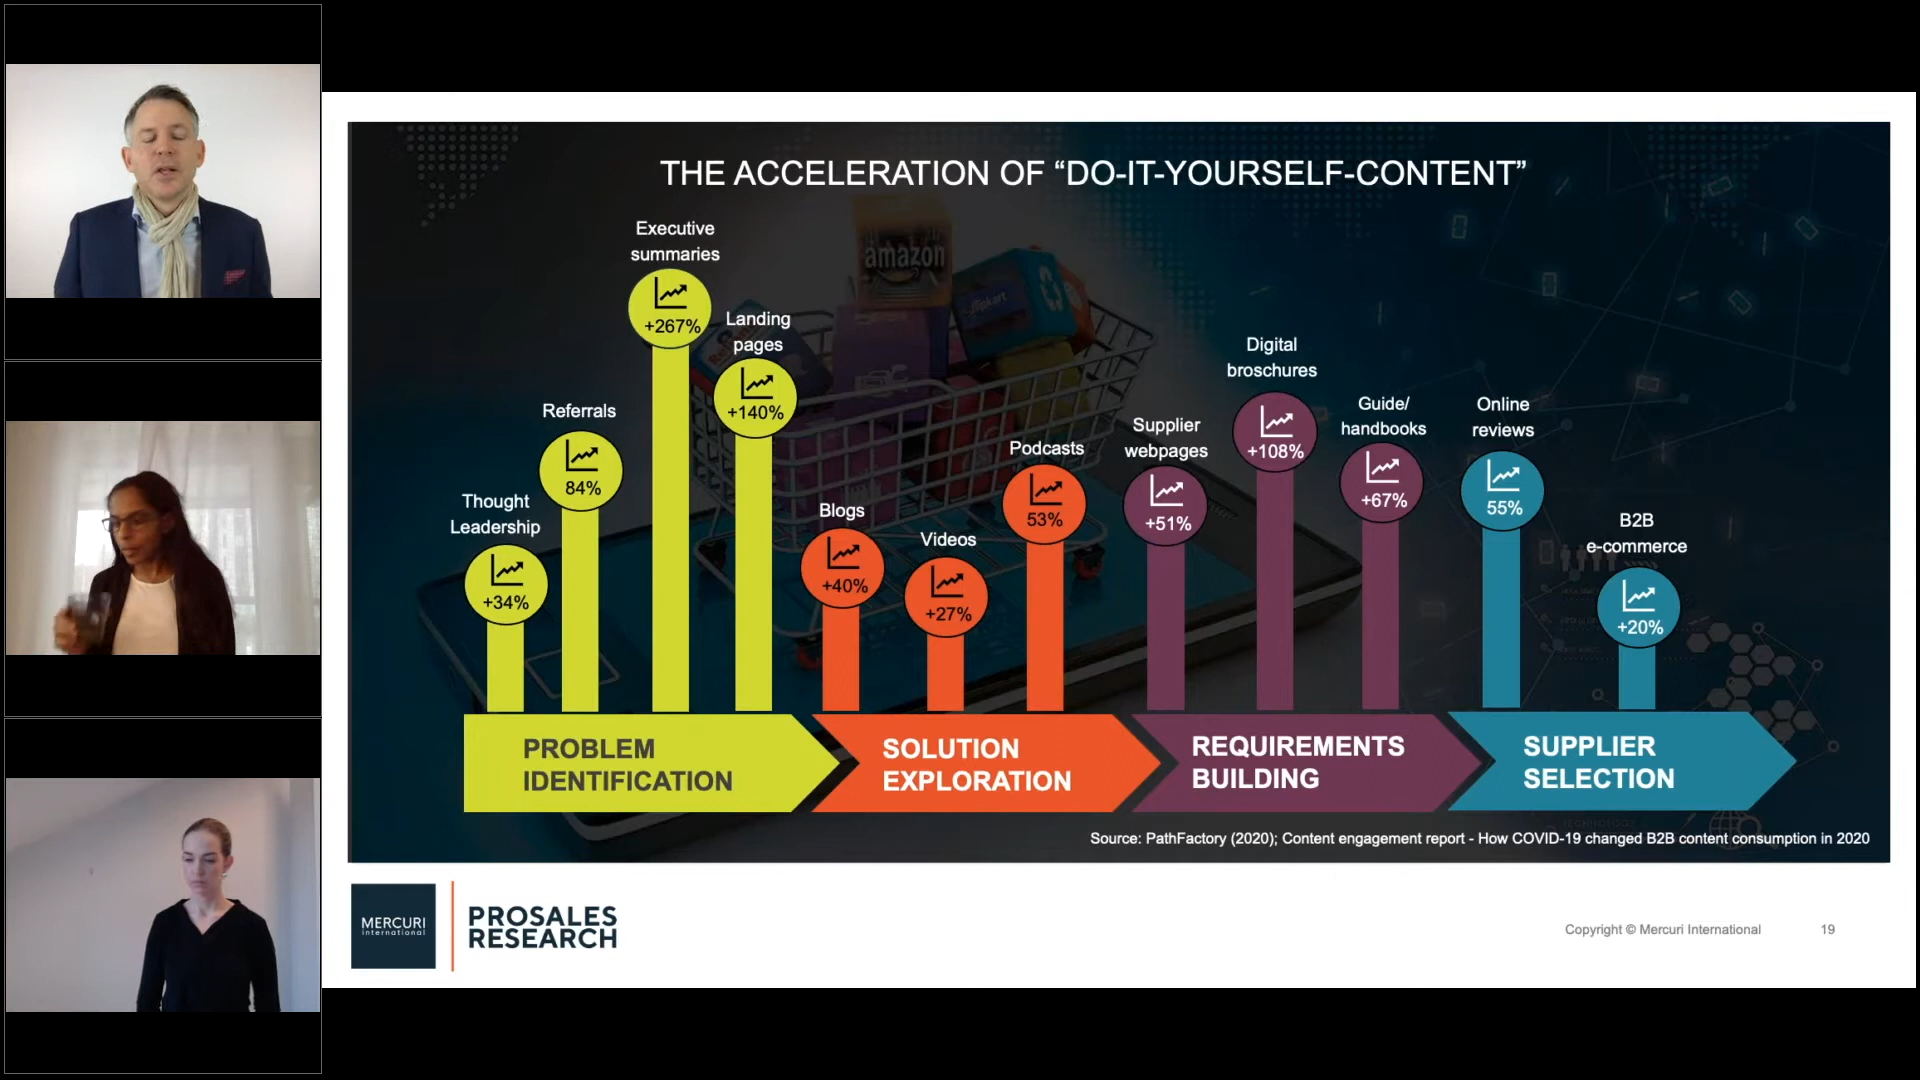 THE ACCELERATION OF “DO-IT-YOURSELF-CONTENT”
Executive
summaries
+267%
Landing
pages
+140%
Referrals
84%
Thought
Leadership
+34%
amazon
flipkart
Blogs
+40%
Videos
+27%
Podcasts
53%
Supplier
webpages
+51%
Digital
broschures
+108%
Guide/
handbooks
+67%
Online
reviews
55%
B2B
e-commerce
+20%
PROBLEM
IDENTIFICATION
SOLUTION
EXPLORATION
REQUIREMENTS
BUILDING
SUPPLIER
SELECTION
Source: PathFactory (2020); Content engagement report - How COVID-19 changed B2B content consumption in 2020
MERCURI
international
PROSALES
RESEARCH
Copyright © Mercuri International
19